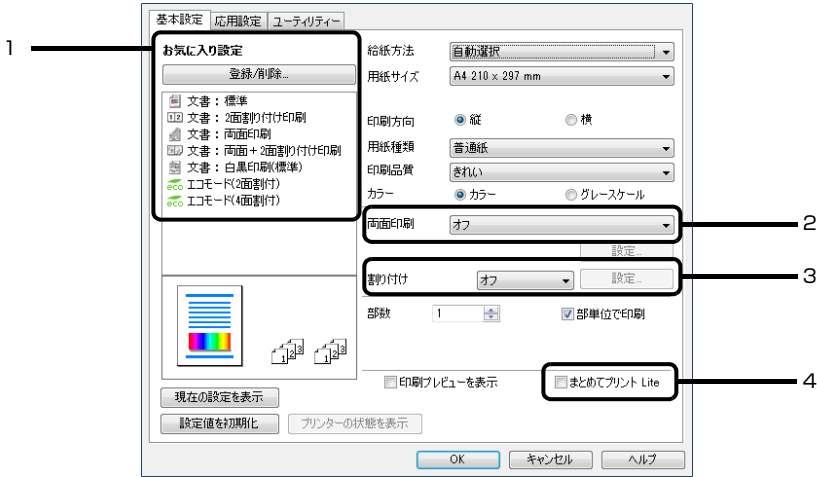 基本設定 応用設定 ユーティリティー
1
お気に入り設定
登録/削除...
文書：標準
1 2 文書：2面割り付け印刷
文書：両面印刷
文書：両面＋2面割り付け印刷
文書：白黒印刷(標準)
eco エコモード(2面割付)
eco エコモード(4面割付)
給紙方法 自動選択
用紙サイズ A4 210 x 297 mm
印刷方向 縦 横
用紙種類 普通紙
印刷品質 きれい
カラー カラー グレースケール
両面印刷 オフ 2
設定...
割り付け オフ 設定... 3
部数 1 部単位で印刷
1 2 3 1 2 3
印刷プレビューを表示 まとめてプリント Lite 4
現在の設定を表示
設定値を初期化 プリンターの状態を表示
OK キャンセル ヘルプ